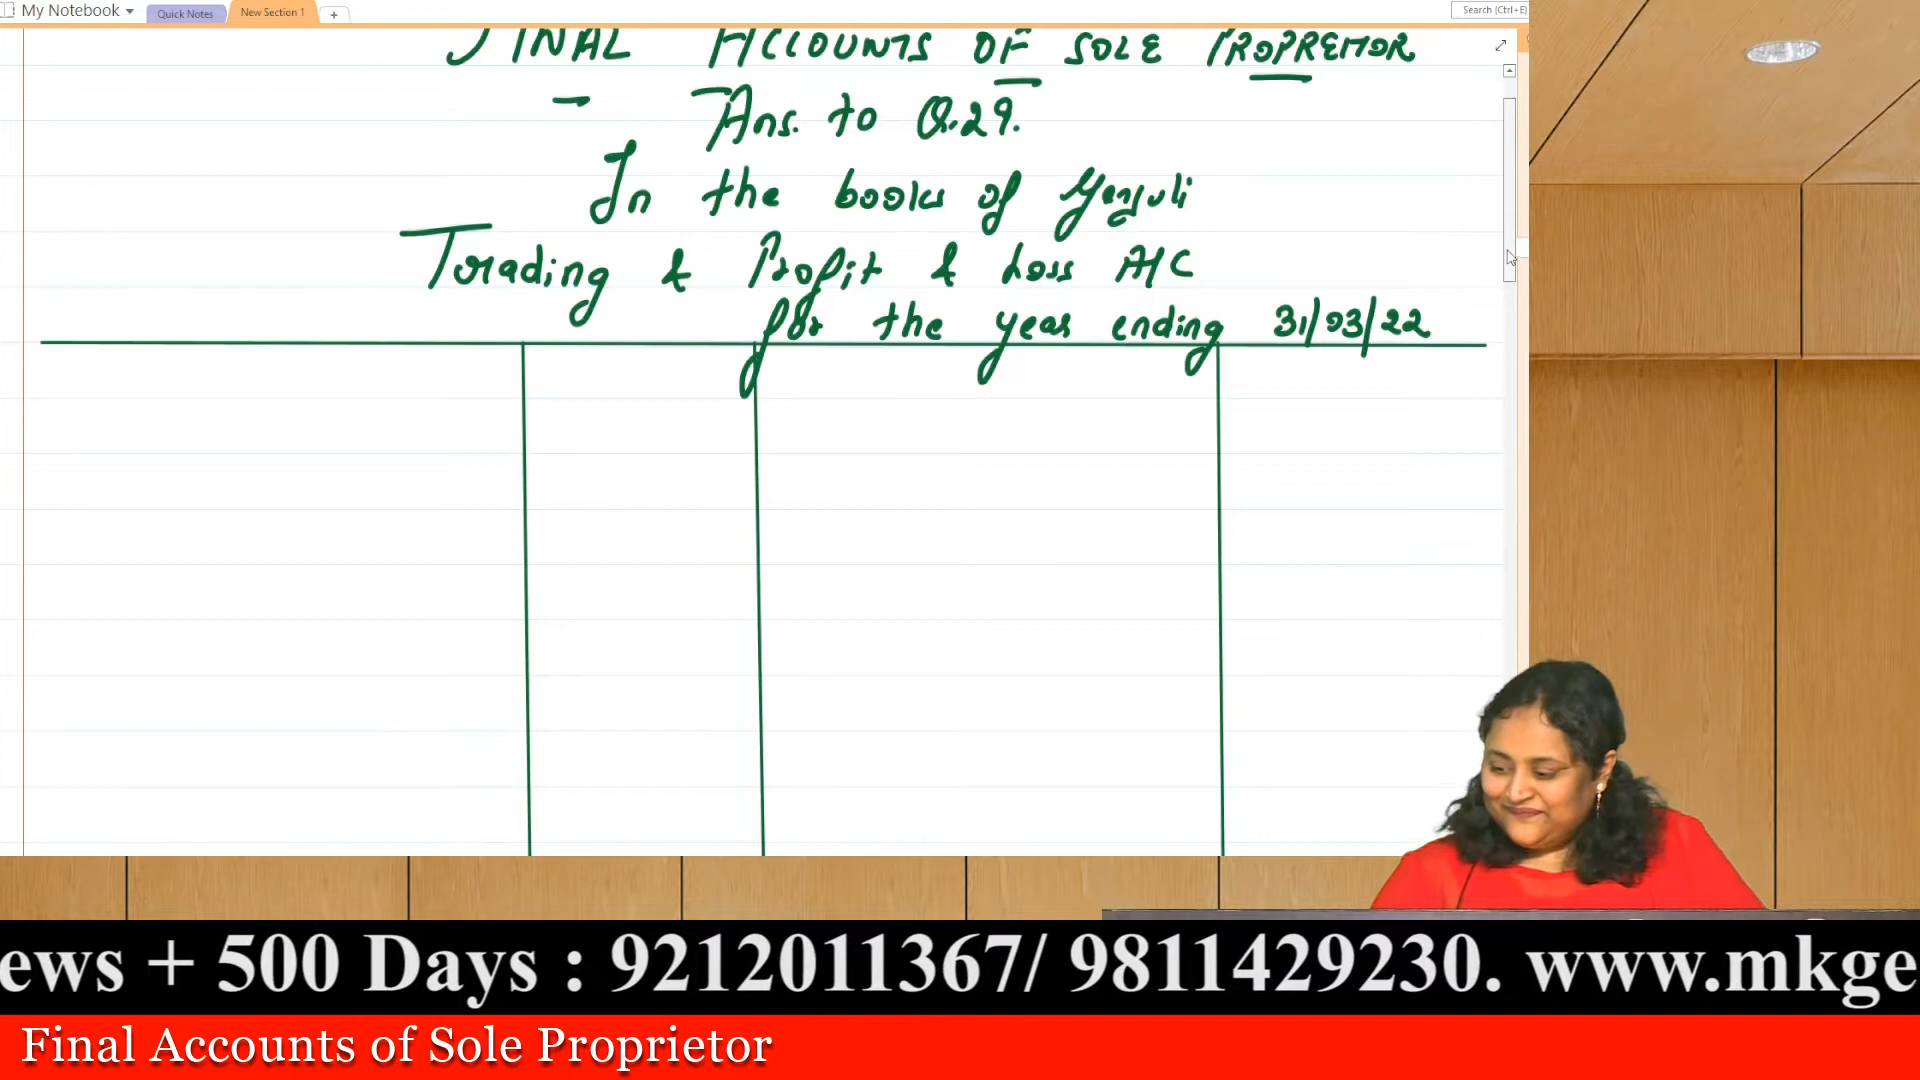 My Notebook
Quick Notes
New Section 1
+
Search (Ctrl+E)
FINAL ACCOUNTS OF SOLE PROPREITOR
Ans. to Q.29.
In the books of
Trading & Profit & Loss A/C
for the year ending 31/03/22
ews + 500 Days : 9212011367/ 9811429230. www.mkge
Final Accounts of Sole Proprietor